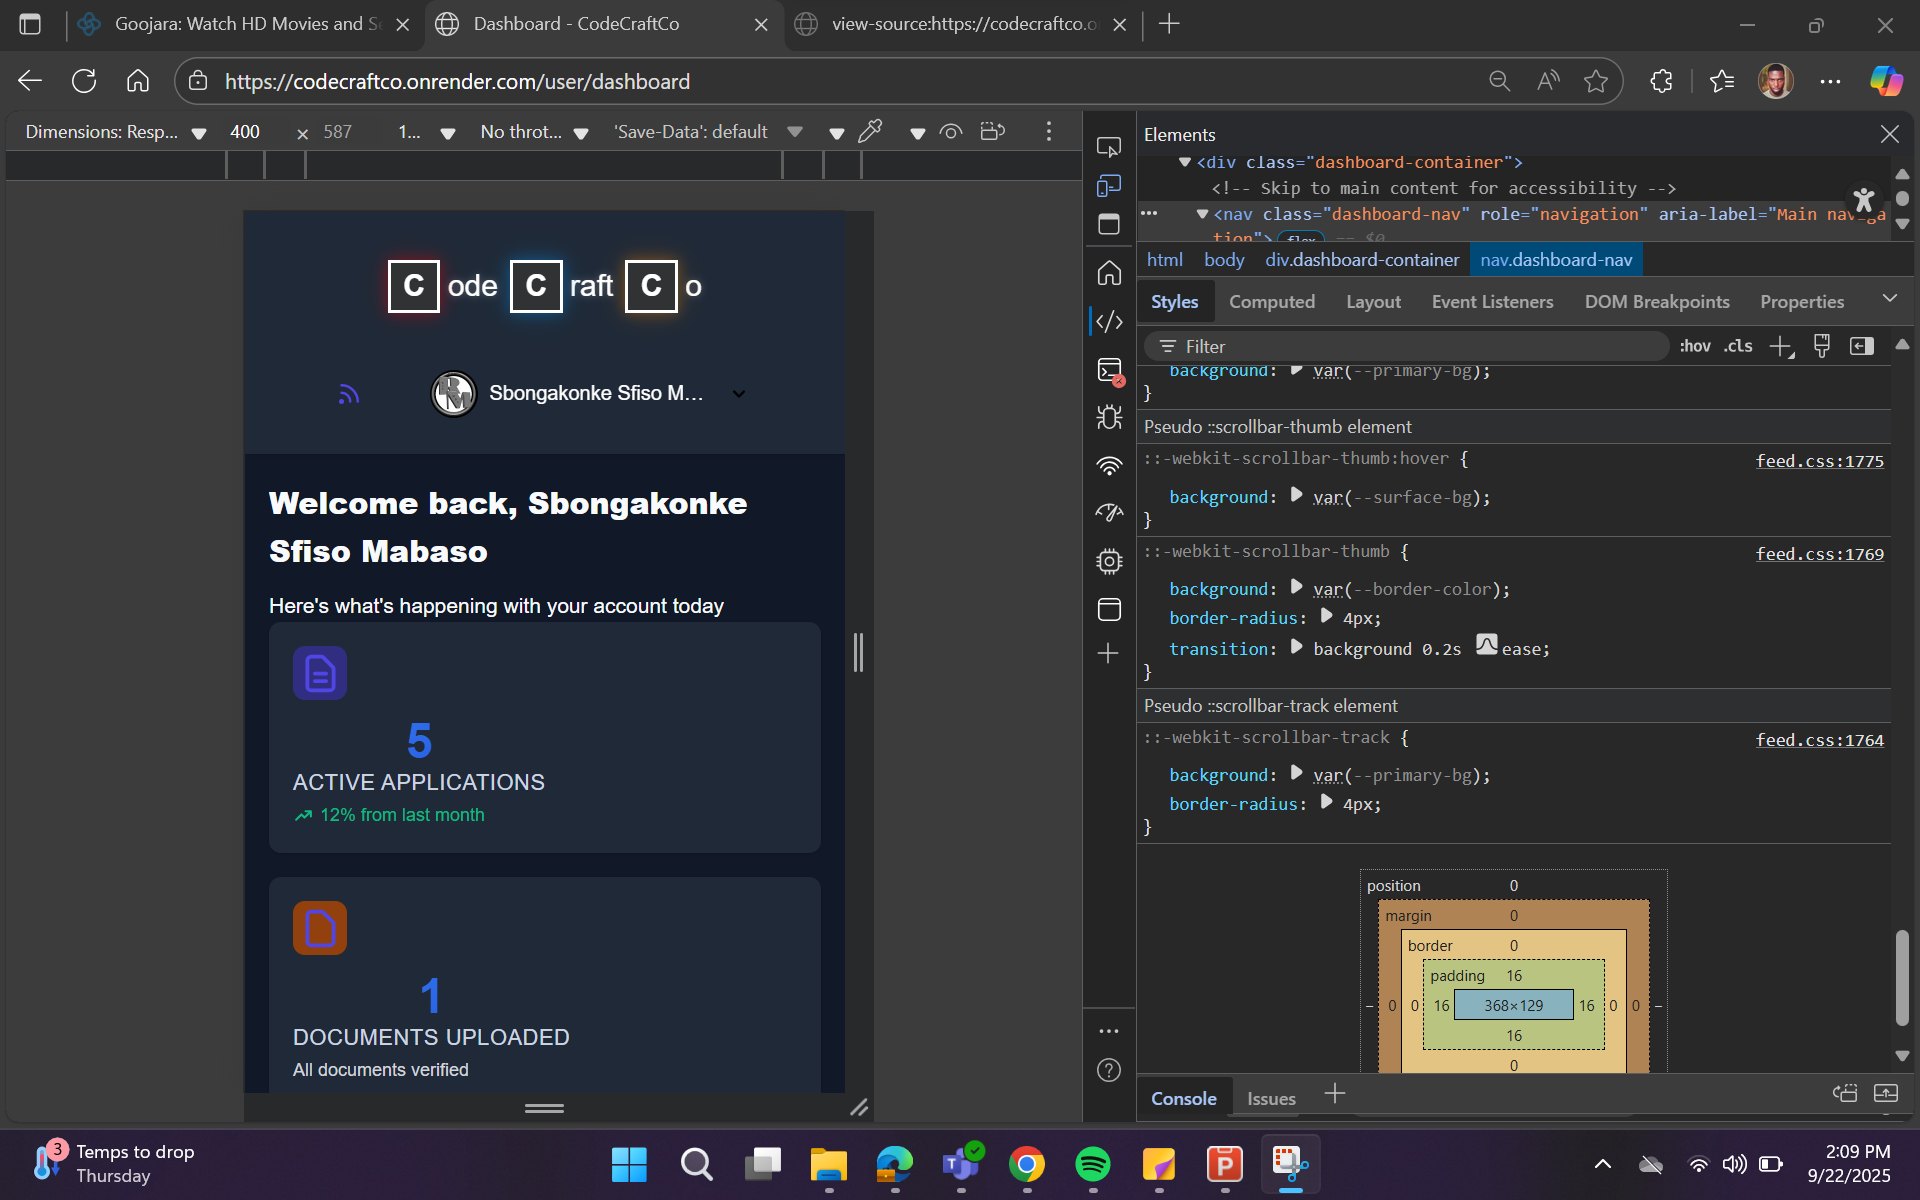 Goojara: Watch HD Movies and Se
Dashboard - CodeCraftCo
view-source:https://codecraftco.o
https://codecraftco.onrender.com/user/dashboard
Dimensions: Resp... 400 × 587 1... No throt... 'Save-Data': default
C ode C raft C o
Sbongakonke Sfiso M...
Welcome back, Sbongakonke
Sfiso Mabaso
Here's what's happening with your account today
5
ACTIVE APPLICATIONS
12% from last month
1
DOCUMENTS UPLOADED
All documents verified
Elements
<div class="dashboard-container">
<!-- Skip to main content for accessibility -->
<nav class="dashboard-nav" role="navigation" aria-label="Main naviga
tion"> flex == $0
html body div.dashboard-container nav.dashboard-nav
Styles Computed Layout Event Listeners DOM Breakpoints Properties
Filter :hov .cls
background: var(--primary-bg);
}
Pseudo ::scrollbar-thumb element
::-webkit-scrollbar-thumb:hover { feed.css:1775
background: var(--surface-bg);
}
::-webkit-scrollbar-thumb { feed.css:1769
background: var(--border-color);
border-radius: 4px;
transition: background 0.2s ease;
}
Pseudo ::scrollbar-track element
::-webkit-scrollbar-track { feed.css:1764
background: var(--primary-bg);
border-radius: 4px;
}
position 0
margin 0
border 0
padding 16
– 0 0 16 368×129 16 0 0 –
16
0
Console Issues
3
Temps to drop
Thursday
2:09 PM
9/22/2025